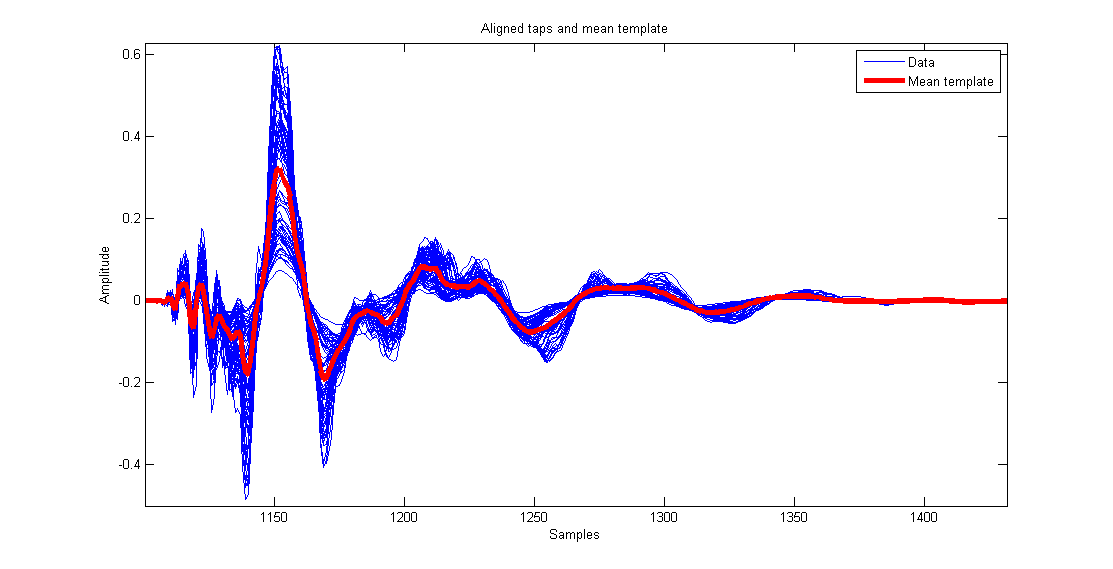 Aligned taps and mean template
0.6
Data
Mean template
0.4
0.2
Amplitude
0
-0.2
-0.4
1150 1200 1250 1300 1350 1400
Samples